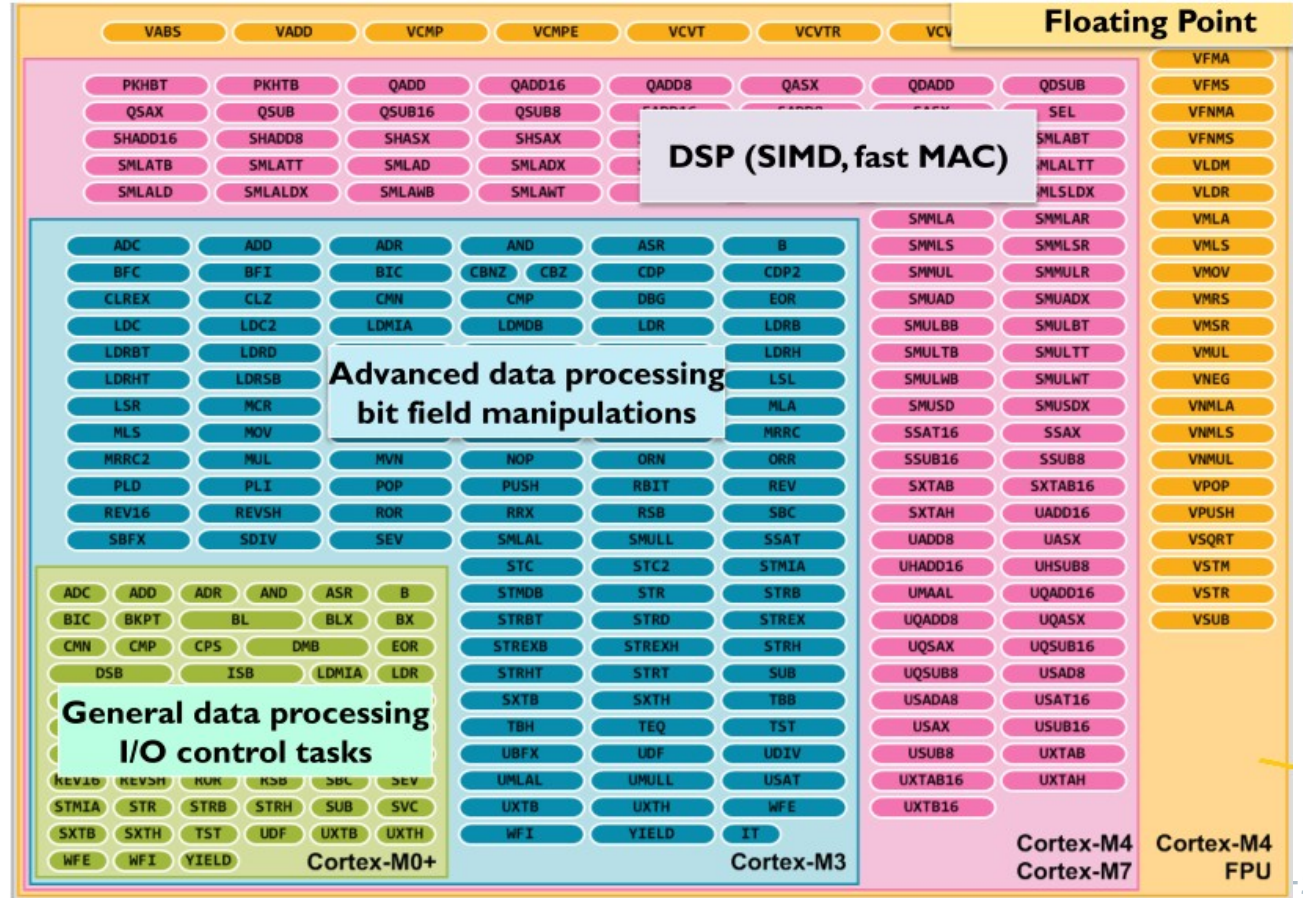 Floating Point
VABS VADD VCMP VCMPE VCVT VCVTR
VFMA
PKHBT PKHTB QADD QADD16 QADD8 QASX QDADD QDSUB VFMS
QSAX QSUB QSUB16 QSUB8 SEL VFNMA
SHADD16 SHADD8 SHASX SHSAX SMLABT VFNMS
DSP (SIMD, fast MAC)
SMLATB SMLATT SMLAD SMLADX SMLALTT VLDM
SMLALD SMLALDX SMLAWB SMLAWT SMLSLDX VLDR
SMMLA SMMLAR VMLA
ADC ADD ADR AND ASR B SMMLS SMMLSR VMLS
BFC BFI BIC CBNZ CBZ CDP CDP2 SMMUL SMMULR VMOV
CLREX CLZ CMN CMP DBG EOR SMUAD SMUADX VMRS
LDC LDC2 LDMIA LDMDB LDR LDRB SMULBB SMULBT VMSR
LDRBT LDRD LDRH SMULTB SMULTT VMUL
Advanced data processing
LDRHT LDRSB LSL SMULWB SMULWT VNEG
bit field manipulations
LSR MCR MLA SMUSD SMUSDX VNMLA
MLS MOV MRRC SSAT16 SSAX VNMLS
MRRC2 MUL MVN NOP ORN ORR SSUB16 SSUB8 VNMUL
PLD PLI POP PUSH RBIT REV SXTAB SXTAB16 VPOP
REV16 REVSH ROR RRX RSB SBC SXTAH UADD16 VPUSH
SBFX SDIV SEV SMLAL SMULL SSAT UADD8 UASX VSQRT
STC STC2 STMIA UHADD16 UHSUB8 VSTM
ADC ADD ADR AND ASR B STMDB STR STRB UMAAL UQADD16 VSTR
BIC BKPT BL BLX BX STRBT STRD STREX UQADD8 UQASX VSUB
CMN CMP CPS DMB EOR STREXB STREXH STRH UQSAX UQSUB16
DSB ISB LDMIA LDR STRHT STRT SUB UQSUB8 USAD8
SXTB SXTH TBB USADA8 USAT16
General data processing
TBH TEQ TST USAX USUB16
I/O control tasks
UBFX UDF UDIV USUB8 UXTAB
REV16 REVSH ROR RSB SBC SEV UMLAL UMULL USAT UXTAB16 UXTAH
STMIA STR STRB STRH SUB SVC UXTB UXTH WFE UXTB16
SXTB SXTH TST UDF UXTB UXTH WFI YIELD IT
WFE WFI YIELD
Cortex-M0+
Cortex-M3
Cortex-M4
Cortex-M7
Cortex-M4
FPU